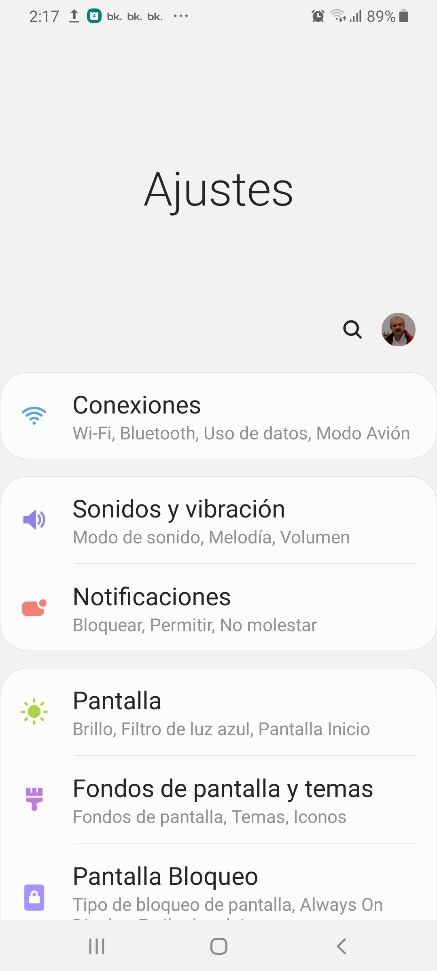 2:17 bk. bk. bk. ... 89%
Ajustes
Conexiones
Wi-Fi, Bluetooth, Uso de datos, Modo Avión
Sonidos y vibración
Modo de sonido, Melodía, Volumen
Notificaciones
Bloquear, Permitir, No molestar
Pantalla
Brillo, Filtro de luz azul, Pantalla Inicio
Fondos de pantalla y temas
Fondos de pantalla, Temas, Iconos
Pantalla Bloqueo
Tipo de bloqueo de pantalla, Always On